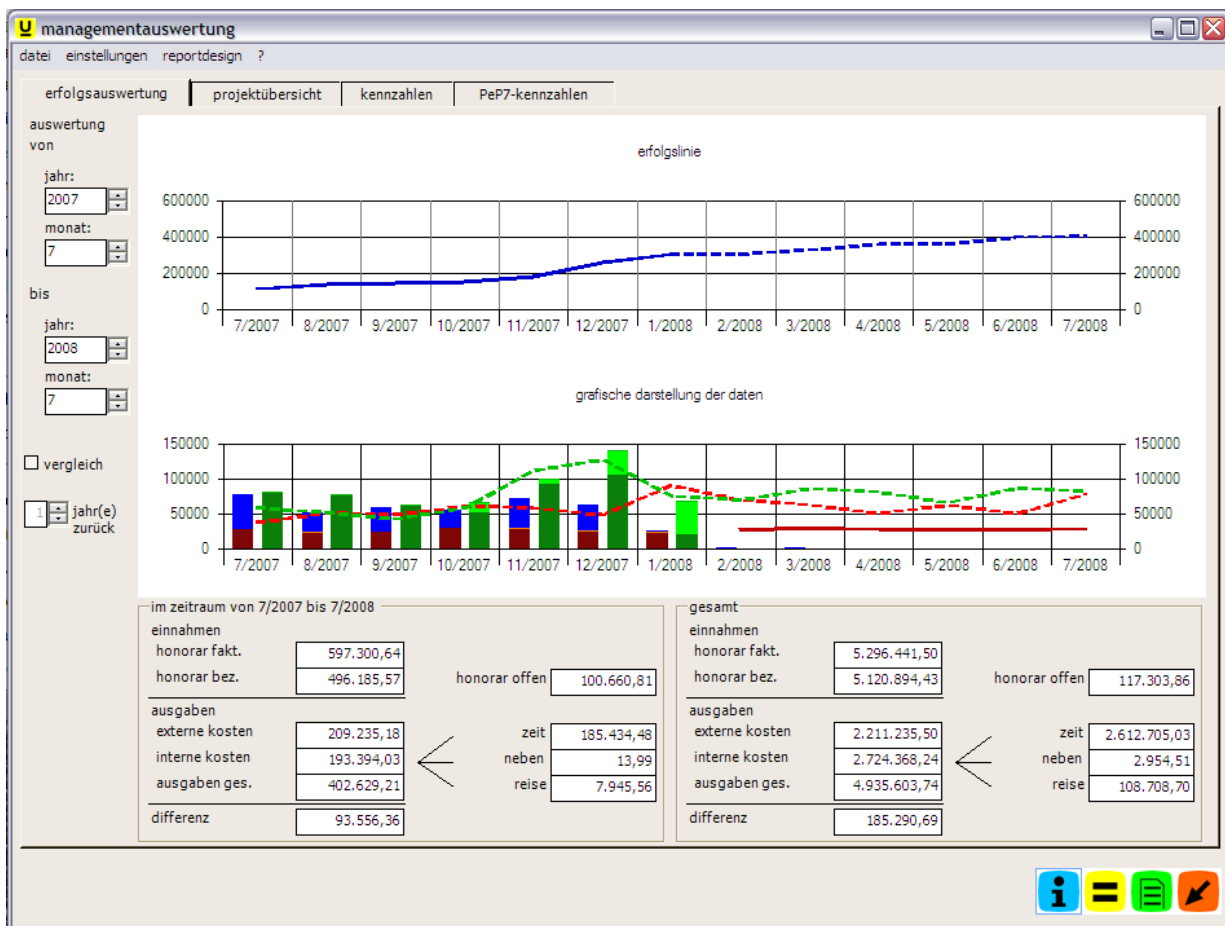 U managementauswertung
datei einstellungen reportdesign ?
erfolgsauswertung projektübersicht kennzahlen PeP7-kennzahlen
auswertung
von
jahr:
2007
monat:
7
bis
jahr:
2008
monat:
7
vergleich
1 jahr(e)
zurück
erfolgslinie
600000 600000
400000 400000
200000 200000
0 0
7/2007 8/2007 9/2007 10/2007 11/2007 12/2007 1/2008 2/2008 3/2008 4/2008 5/2008 6/2008 7/2008
grafische darstellung der daten
150000 150000
100000 100000
50000 50000
0 0
7/2007 8/2007 9/2007 10/2007 11/2007 12/2007 1/2008 2/2008 3/2008 4/2008 5/2008 6/2008 7/2008
im zeitraum von 7/2007 bis 7/2008
einnahmen
honorar fakt. 597.300,64
honorar bez. 496.185,57 honorar offen 100.660,81
ausgaben
externe kosten 209.235,18 zeit 185.434,48
interne kosten 193.394,03 neben 13,99
ausgaben ges. 402.629,21 reise 7.945,56
differenz 93.556,36
gesamt
einnahmen
honorar fakt. 5.296.441,50
honorar bez. 5.120.894,43 honorar offen 117.303,86
ausgaben
externe kosten 2.211.235,50 zeit 2.612.705,03
interne kosten 2.724.368,24 neben 2.954,51
ausgaben ges. 4.935.603,74 reise 108.708,70
differenz 185.290,69